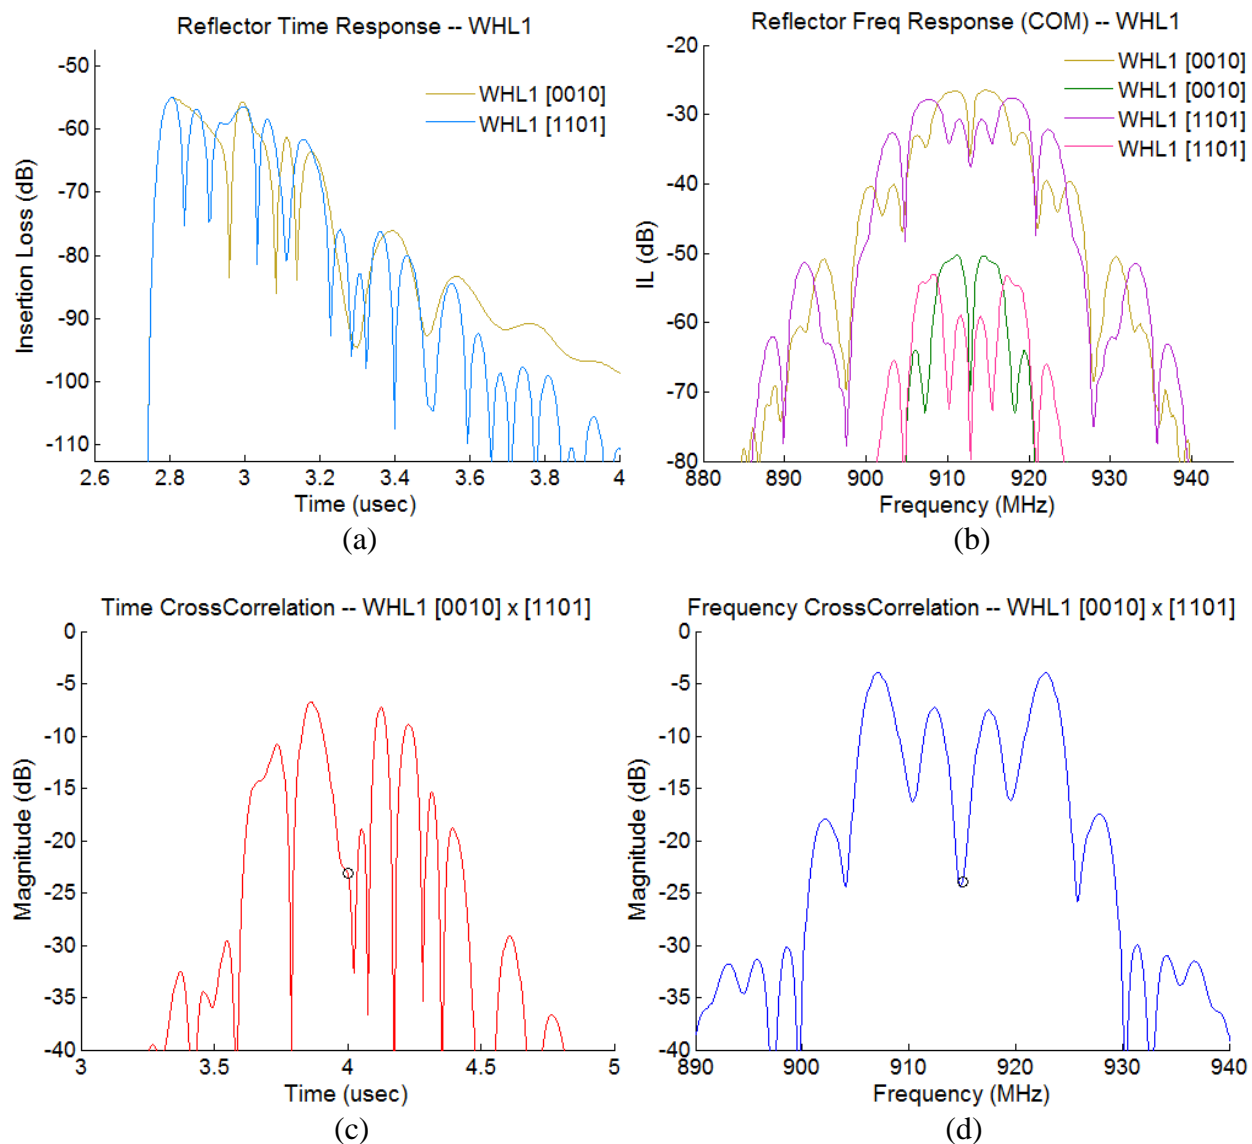 Reflector Time Response -- WHL1
-50
-60
-70
-80
-90
-100
-110
Insertion Loss (dB)
WHL1 [0010]
WHL1 [1101]
2.6
2.8
3
3.2
3.4
3.6
3.8
4
Time (usec)
(a)
Reflector Freq Response (COM) -- WHL1
-20
-30
-40
-50
-60
-70
-80
IL (dB)
WHL1 [0010]
WHL1 [0010]
WHL1 [1101]
WHL1 [1101]
880
890
900
910
920
930
940
Frequency (MHz)
(b)
Time CrossCorrelation -- WHL1 [0010] x [1101]
0
-5
-10
-15
-20
-25
-30
-35
-40
Magnitude (dB)
3
3.5
4
4.5
5
Time (usec)
(c)
Frequency CrossCorrelation -- WHL1 [0010] x [1101]
0
-5
-10
-15
-20
-25
-30
-35
-40
Magnitude (dB)
890
900
910
920
930
940
Frequency (MHz)
(d)